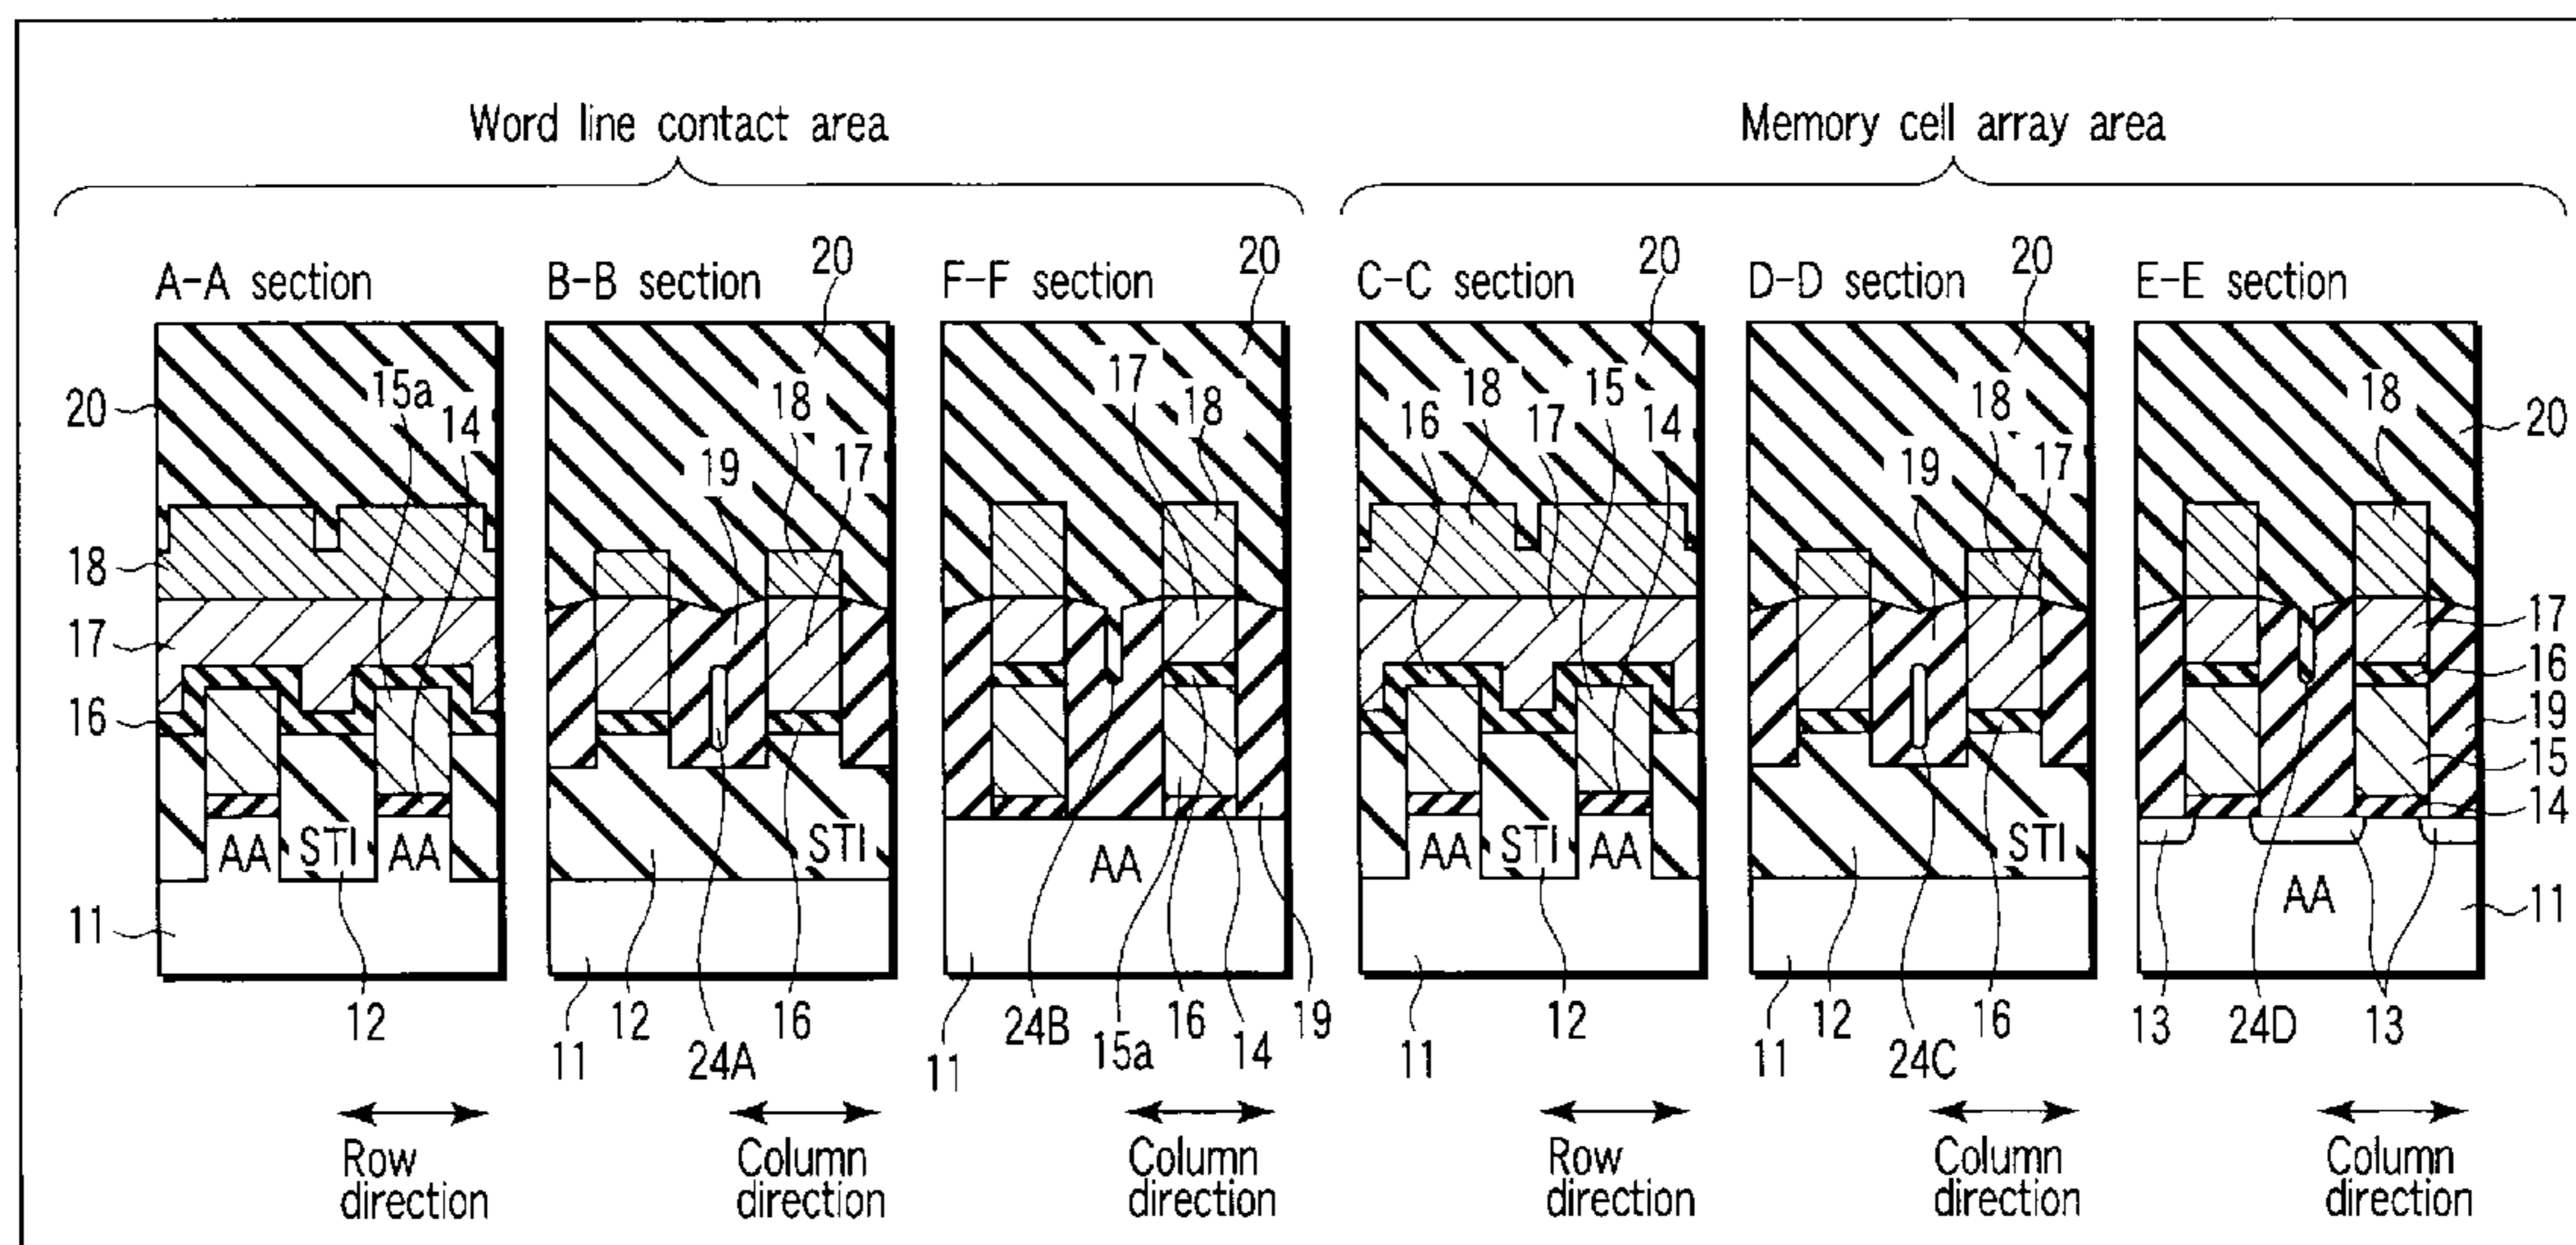 Word line contact area
Memory cell array area
A-A section
B-B section
F-F section
C-C section
D-D section
E-E section
20
20
20
20
20
15a
14
20
18
19
17
17
18
16
18
17
15
14
19
18
17
18
20
18
17
16
17
16
19
15
14
AA
STI
AA
STI
AA
AA
STI
AA
STI
AA
11
11
12
11
12
24A
16
11
24B
15a
16
14
19
11
12
11
12
24C
16
13
24D
13
Row direction
Column direction
Column direction
Row direction
Column direction
Column direction